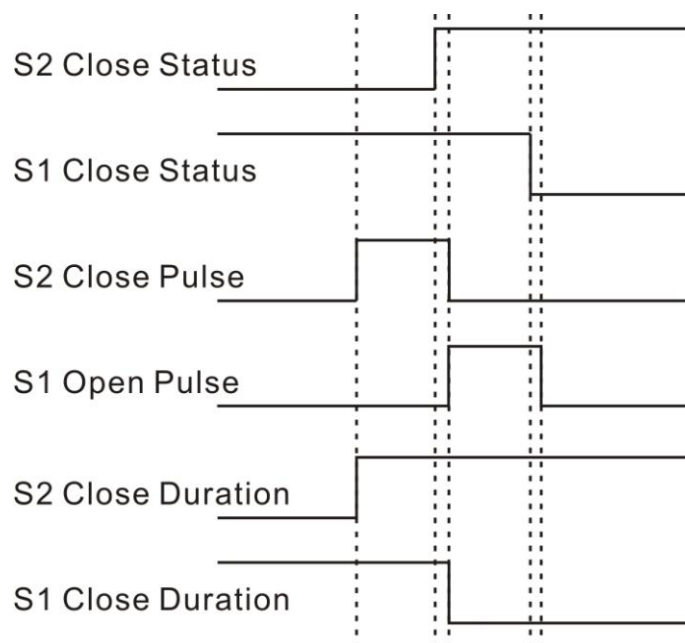 S2 Close Status
S1 Close Status
S2 Close Pulse
S1 Open Pulse
S2 Close Duration
S1 Close Duration